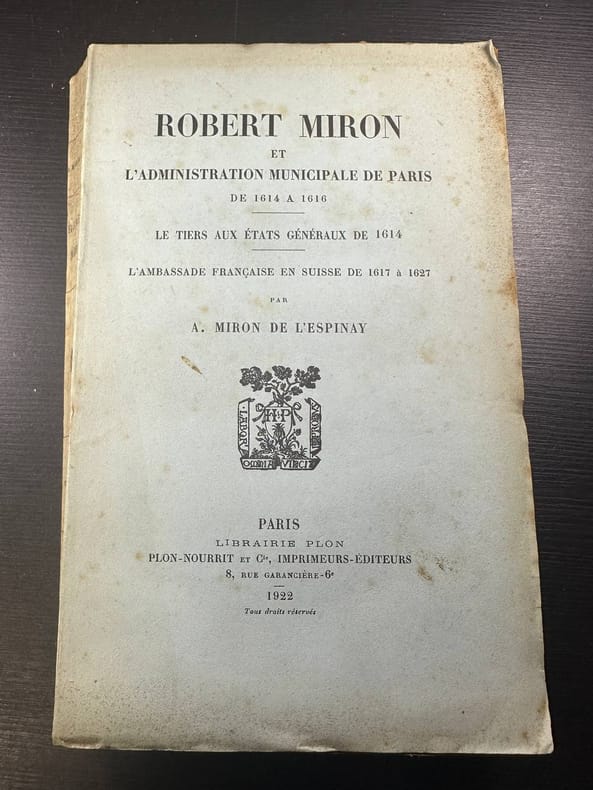 ROBERT MIRON
ET
L'ADMINISTRATION MUNICIPALE DE PARIS
DE 1614 A 1616
LE TIERS AUX ÉTATS GÉNÉRAUX DE 1614
L'AMBASSADE FRANÇAISE EN SUISSE DE 1617 à 1627
PAR
A. MIRON DE L'ESPINAY
H P
LABOR
OMNIA VINCIT
PARIS
LIBRAIRIE PLON
PLON-NOURRIT ET Cie, IMPRIMEURS-ÉDITEURS
8, RUE GARANCIÈRE-6e
1922
Tous droits réservés